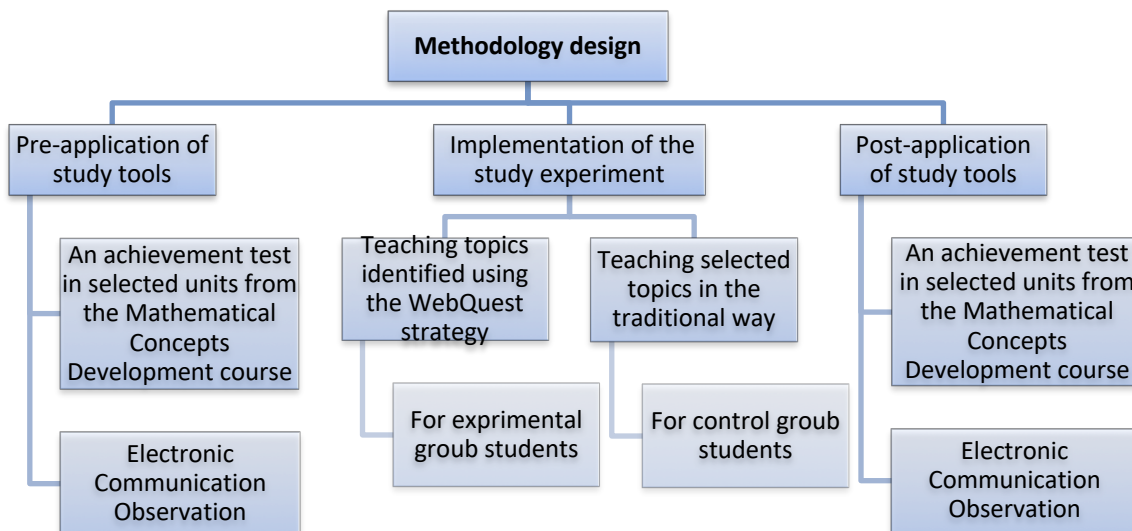 Methodology design
Pre-application of
study tools
Implementation of the
study experiment
Post-application
of study tools
An achievement test
in selected units from
the Mathematical
Concepts
Development course
Teaching topics
identified using
the WebQuest
strategy
Teaching selected
topics in the
traditional way
An achievement test
in selected units from
the Mathematical
Concepts
Development course
For exprimental
groub students
For control groub
students
Electronic
Communication
Observation
Electronic
Communication
Observation